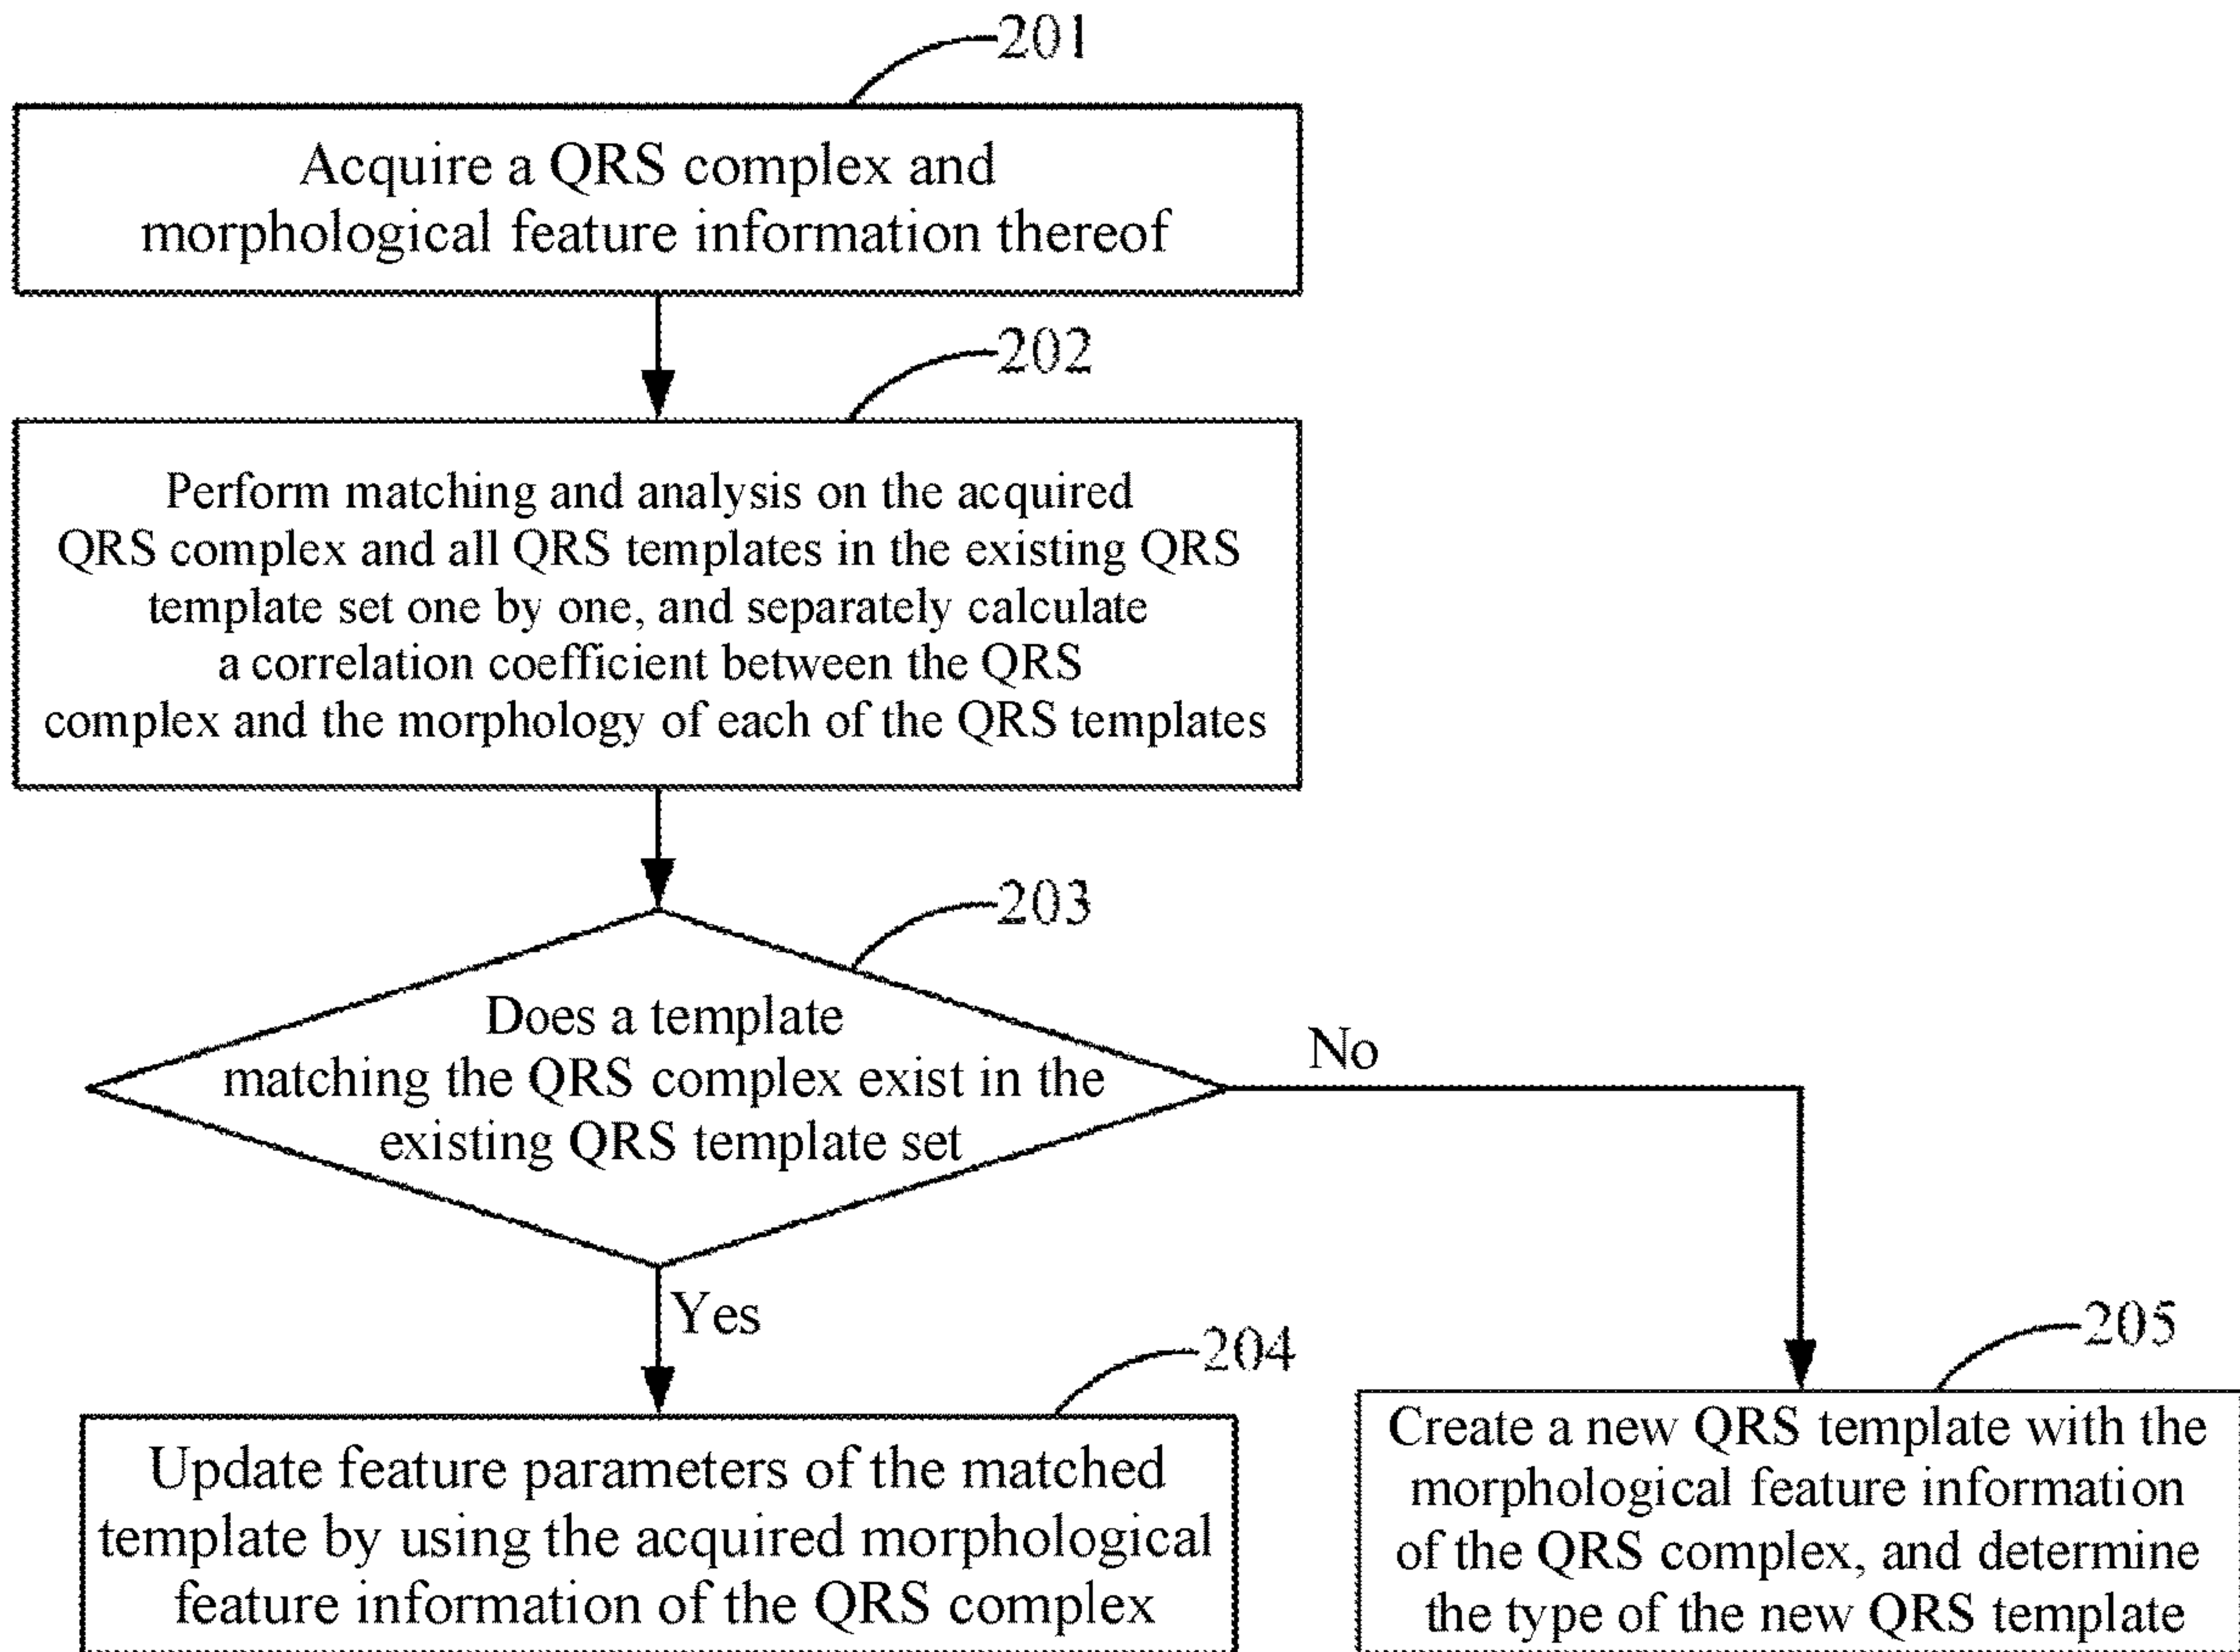 201
Acquire a QRS complex and
morphological feature information thereof
202
Perform matching and analysis on the acquired
QRS complex and all QRS templates in the existing QRS
template set one by one, and separately calculate
a correlation coefficient between the QRS
complex and the morphology of each of the QRS templates
203
Does a template
matching the QRS complex exist in the
existing QRS template set
No
Yes
204
Update feature parameters of the matched
template by using the acquired morphological
feature information of the QRS complex
205
Create a new QRS template with the
morphological feature information
of the QRS complex, and determine
the type of the new QRS template